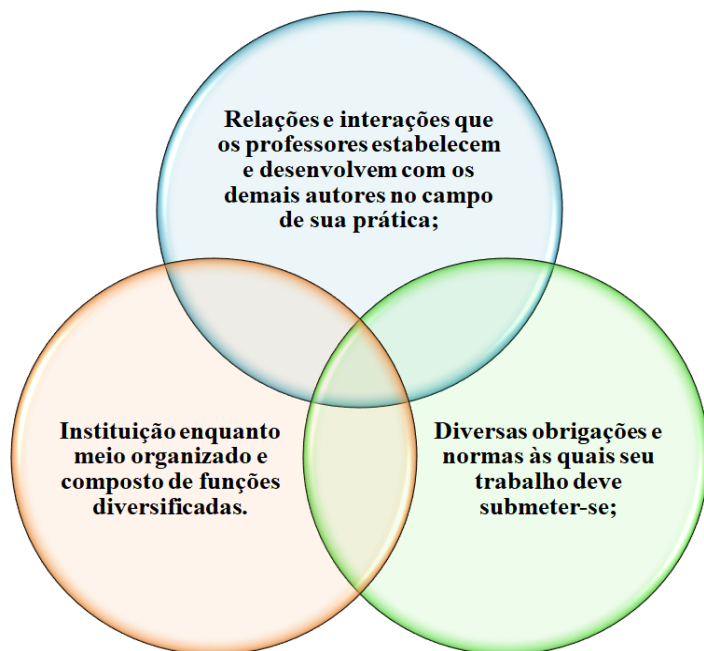 Relações e interações que
os professores estabelecem
e desenvolvem com os
demais autores no campo
de sua prática;
Instituição enquanto
meio organizado e
composto de funções
diversificadas.
Diversas obrigações e
normas às quais seu
trabalho deve
submeter-se;